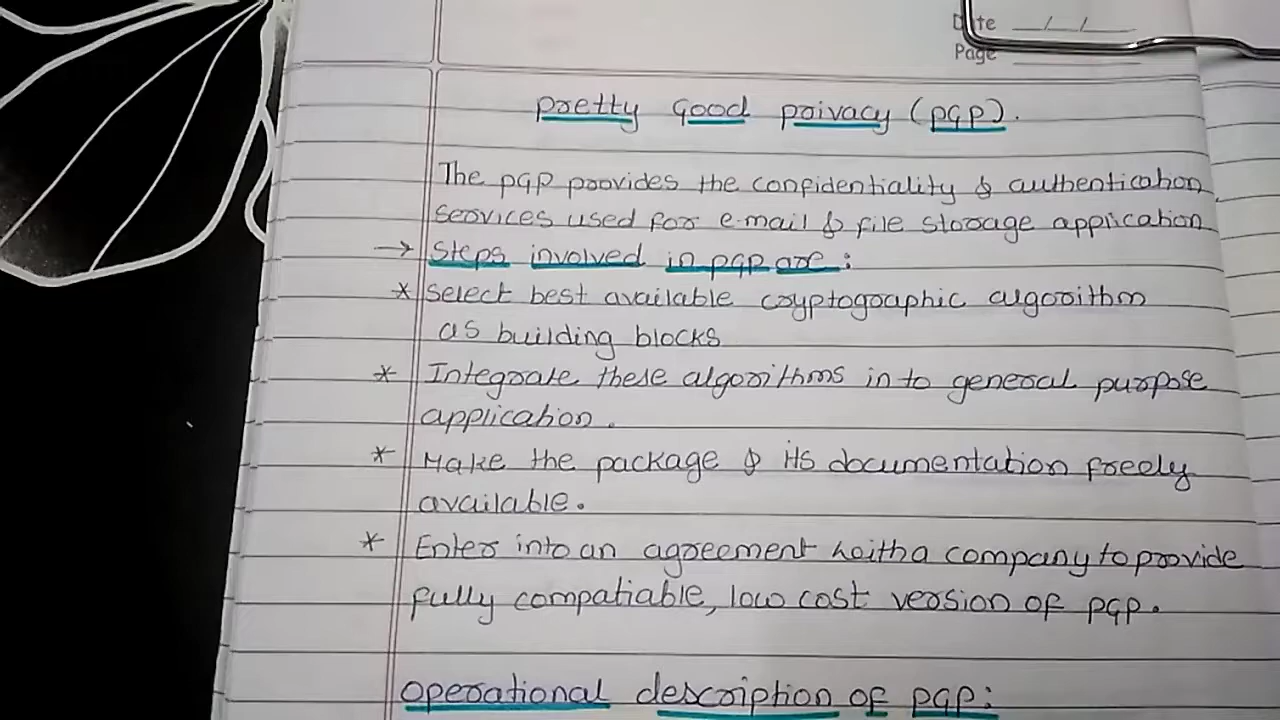 Date __/__/____
Page
Pretty Good Privacy (PGP).
The PGP provides the confidentiality & authentication
services used for e-mail & file storage application
→ Steps involved in PGP are:
* Select best available cryptographic algorithm
as building blocks
* Integrate these algorithms in to general purpose
application.
* Make the package & its documentation freely
available.
* Enter into an agreement with a company to provide
fully compatiable, low cost version of PGP.
Operational description of PGP: